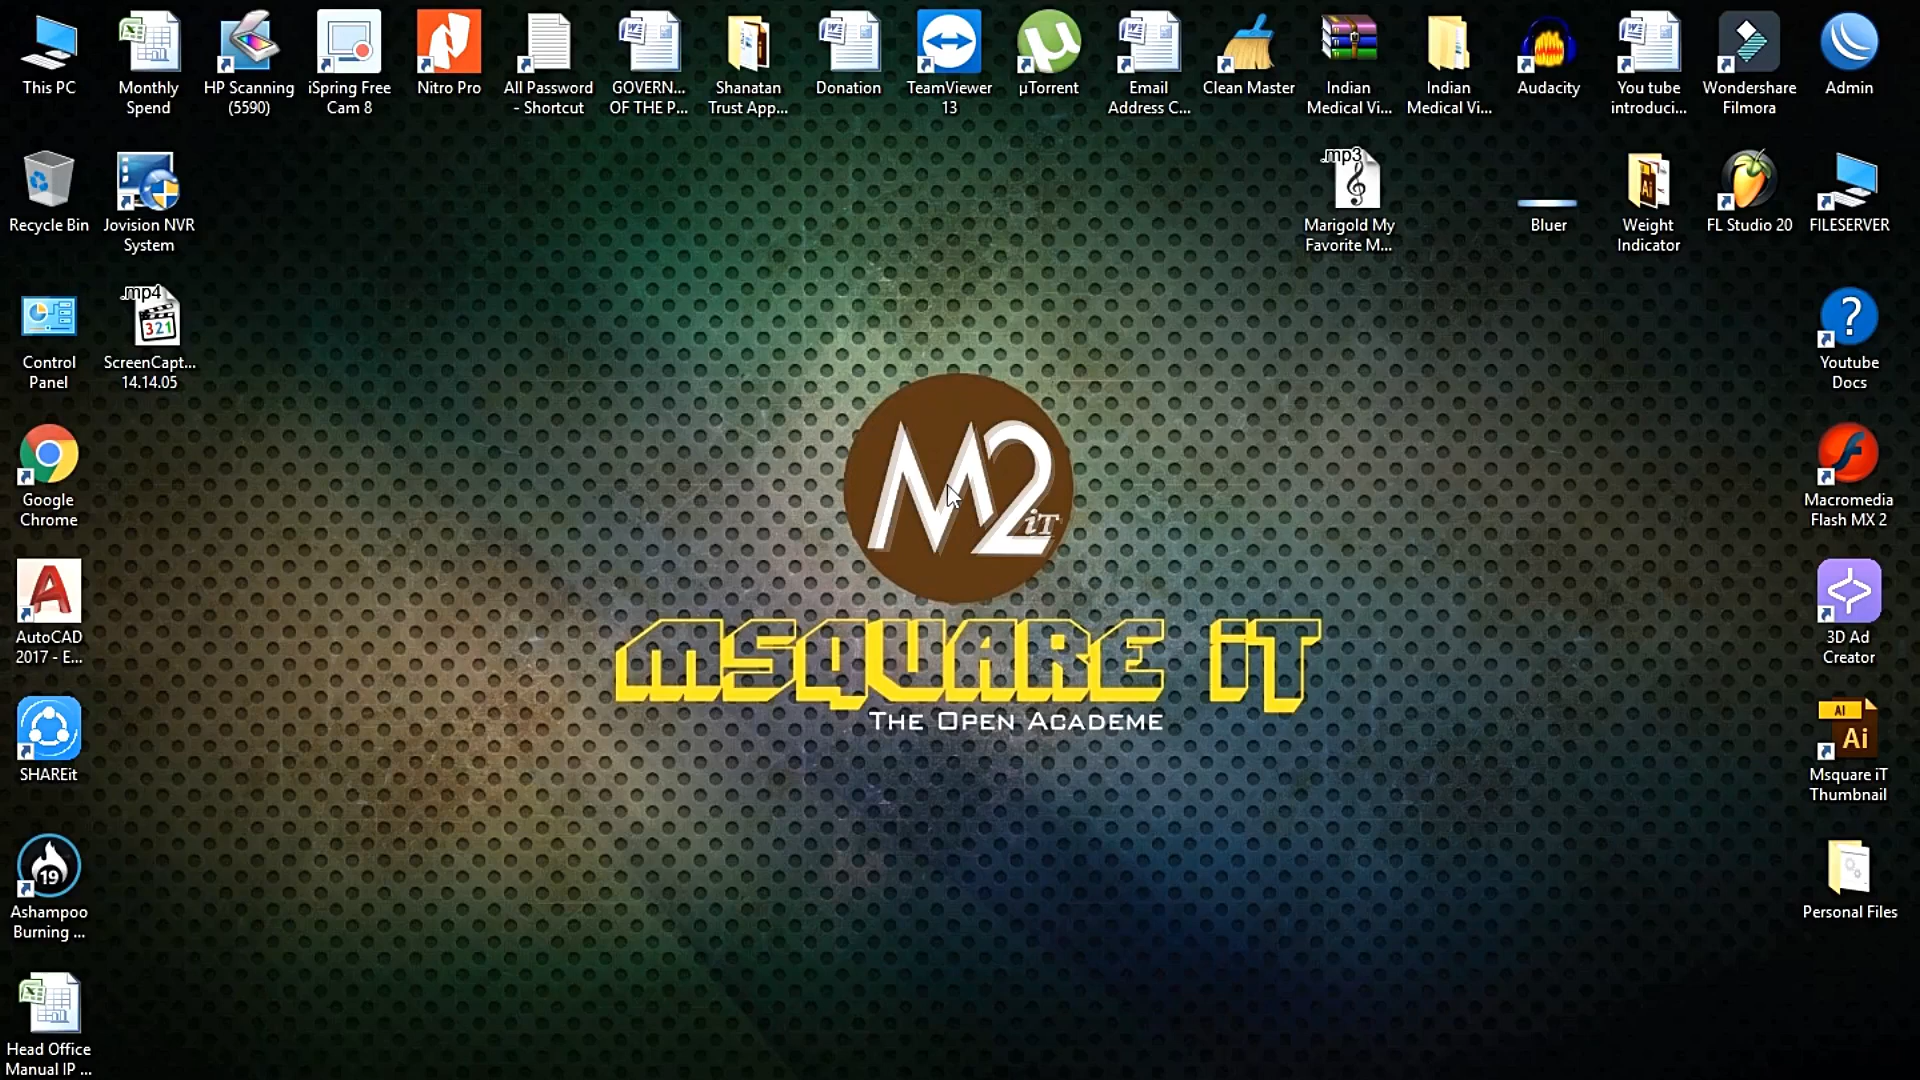 This PC
Monthly
Spend
HP Scanning
(5590)
iSpring Free
Cam 8
Nitro Pro
All Password
- Shortcut
GOVERN...
OF THE P...
Shanatan
Trust App...
Donation
TeamViewer
13
µTorrent
Email
Address C...
Clean Master
Indian
Medical Vi...
Indian
Medical Vi...
Audacity
You tube
introduci...
Wondershare
Filmora
Admin
Recycle Bin
Jovision NVR
System
.mp3
Marigold My
Favorite M...
Bluer
Ai
Weight
Indicator
FL Studio 20
FILESERVER
Control
Panel
.mp4
321
ScreenCapt...
14.14.05
?
Youtube
Docs
Google
Chrome
M2
iT
Macromedia
Flash MX 2
AutoCAD
2017 - E...
MSQUARE iT
The Open Academe
3D Ad
Creator
SHAREit
AI
Ai
Msquare iT
Thumbnail
19
Ashampoo
Burning ...
Personal Files
Head Office
Manual IP ...